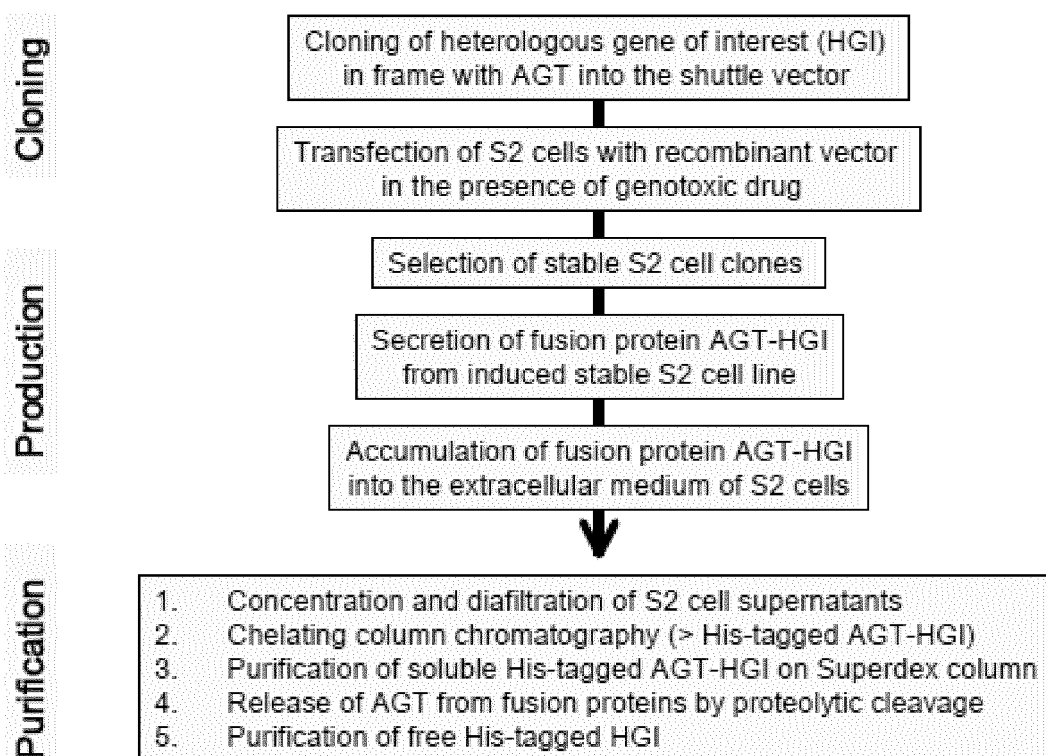 Cloning
Cloning of heterologous gene of interest (HGI)
in frame with AGT into the shuttle vector
Transfection of S2 cells with recombinant vector
in the presence of genotoxic drug
Production
Selection of stable S2 cell clones
Secretion of fusion protein AGT-HGI
from induced stable S2 cell line
Accumulation of fusion protein AGT-HGI
into the extracellular medium of S2 cells
Purification
1. Concentration and diafiltration of S2 cell supernatants
2. Chelating column chromatography (> His-tagged AGT-HGI)
3. Purification of soluble His-tagged AGT-HGI on Superdex column
4. Release of AGT from fusion proteins by proteolytic cleavage
5. Purification of free His-tagged HGI